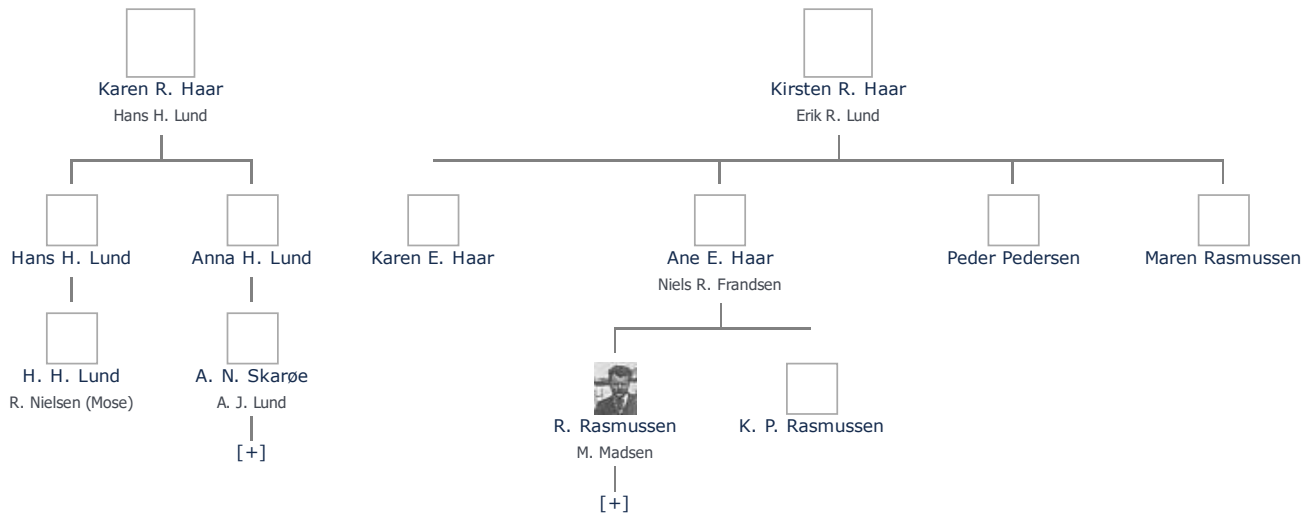 Karen R. Haar
Hans H. Lund
Kirsten R. Haar
Erik R. Lund
Hans H. Lund
Anna H. Lund
Karen E. Haar
Ane E. Haar
Niels R. Frandsen
Peder Pedersen
Maren Rasmussen
H. H. Lund
R. Nielsen (Mose)
A. N. Skarøe
A. J. Lund
[+]
R. Rasmussen
M. Madsen
[+]
K. P. Rasmussen